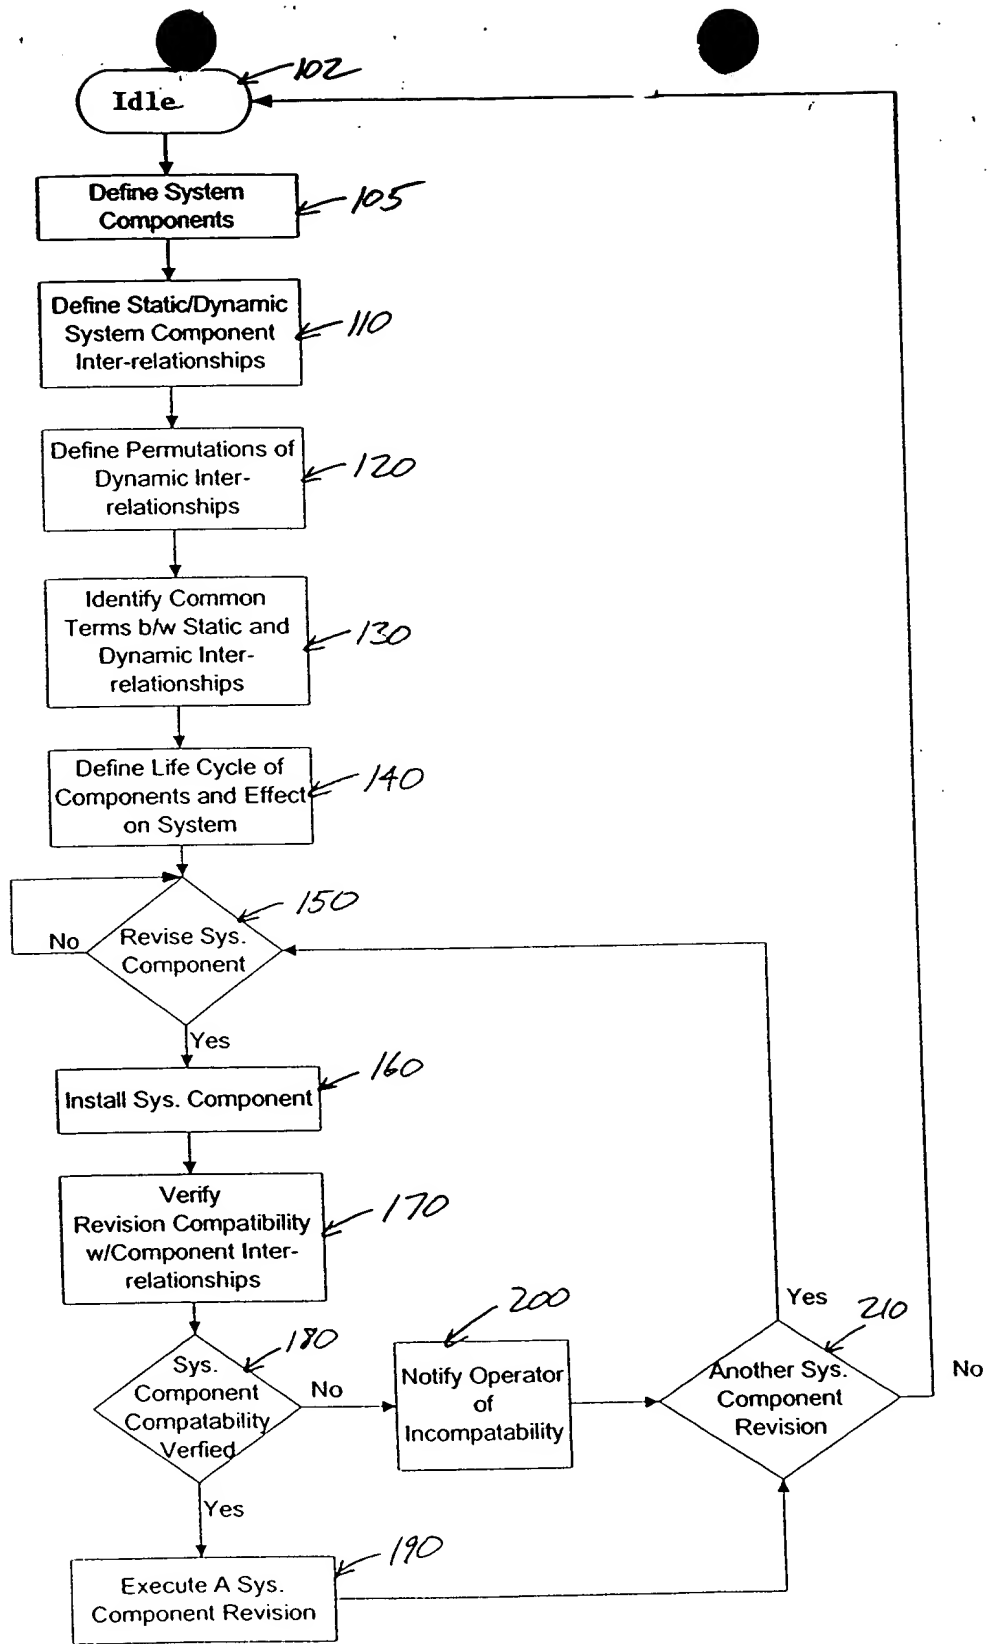 102
Idle
Define System
Components
105
Define Static/Dynamic
System Component
Inter-relationships
110
Define Permutations of
Dynamic Inter-
relationships
120
Identify Common
Terms b/w Static and
Dynamic Inter-
relationships
130
Define Life Cycle of
Components and Effect
on System
140
150
Revise Sys.
Component
No
Yes
160
Install Sys. Component
Verify
Revision Compatibility
w/Component Inter-
relationships
170
180
Sys.
Component
Compatability
Verfied
No
Yes
200
Notify Operator
of
Incompatability
Yes
210
Another Sys.
Component
Revision
No
190
Execute A Sys.
Component Revision